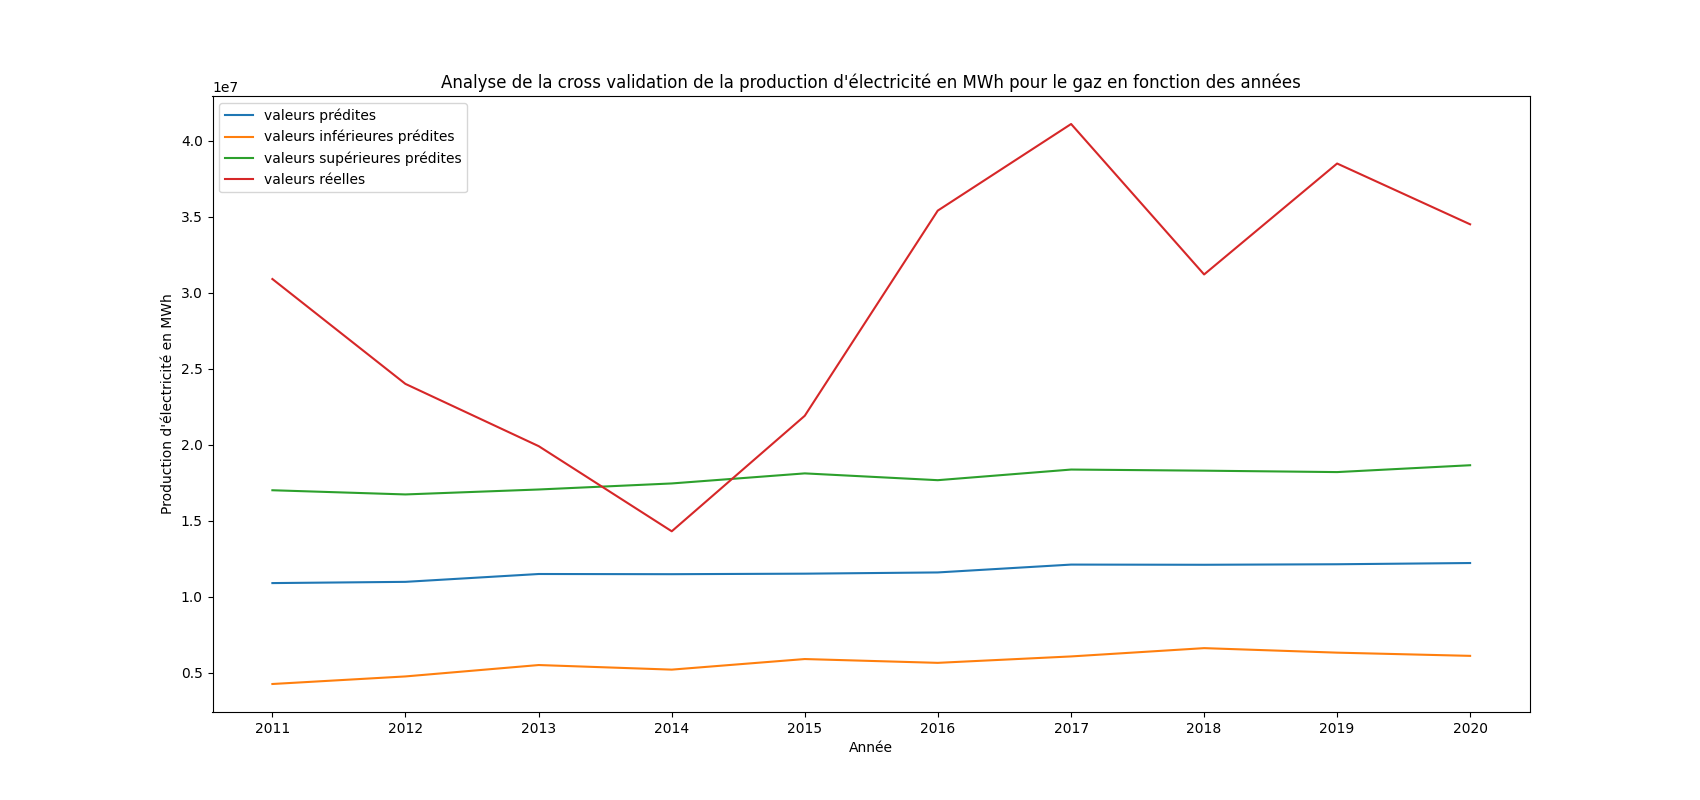 Analyse de la cross validation de la production d'électricité en MWh pour le gaz en fonction des années
1e7
valeurs prédites
valeurs inférieures prédites
valeurs supérieures prédites
valeurs réelles
4.0
3.5
3.0
2.5
2.0
1.5
1.0
0.5
Production d'électricité en MWh
2011 2012 2013 2014 2015 2016 2017 2018 2019 2020
Année